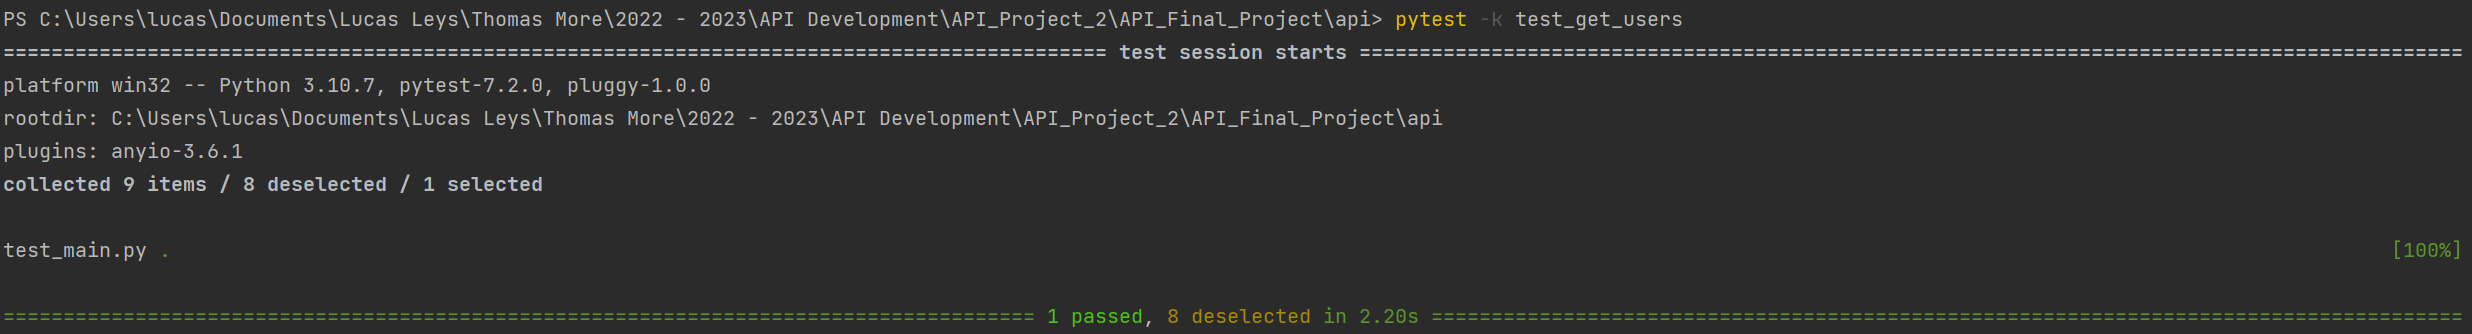 PS C:\Users\lucas\Documents\Lucas Leys\Thomas More\2022 - 2023\API Development\API_Project_2\API_Final_Project\api> pytest -k test_get_users
============================================================================================ test session starts ============================================================================================
platform win32 -- Python 3.10.7, pytest-7.2.0, pluggy-1.0.0
rootdir: C:\Users\lucas\Documents\Lucas Leys\Thomas More\2022 - 2023\API Development\API_Project_2\API_Final_Project\api
plugins: anyio-3.6.1
collected 9 items / 8 deselected / 1 selected
test_main.py . [100%]
====================================================================================== 1 passed, 8 deselected in 2.20s ======================================================================================